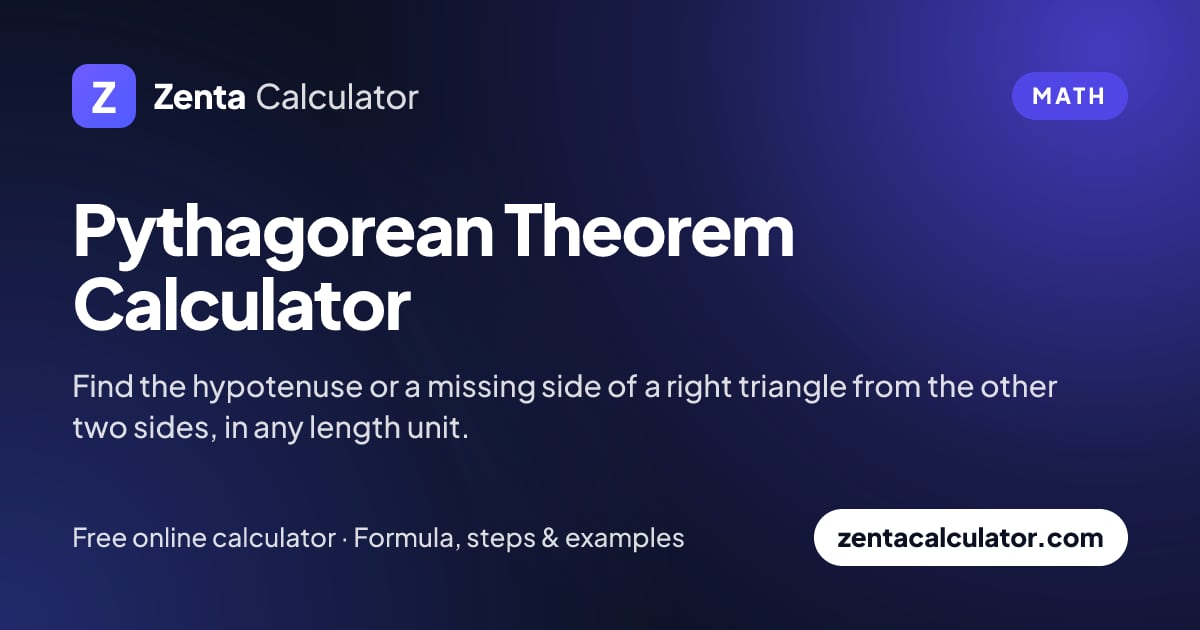 Z
Zenta Calculator
MATH
Pythagorean Theorem
Calculator
Find the hypotenuse or a missing side of a right triangle from the other
two sides, in any length unit.
Free online calculator · Formula, steps & examples
zentacalculator.com